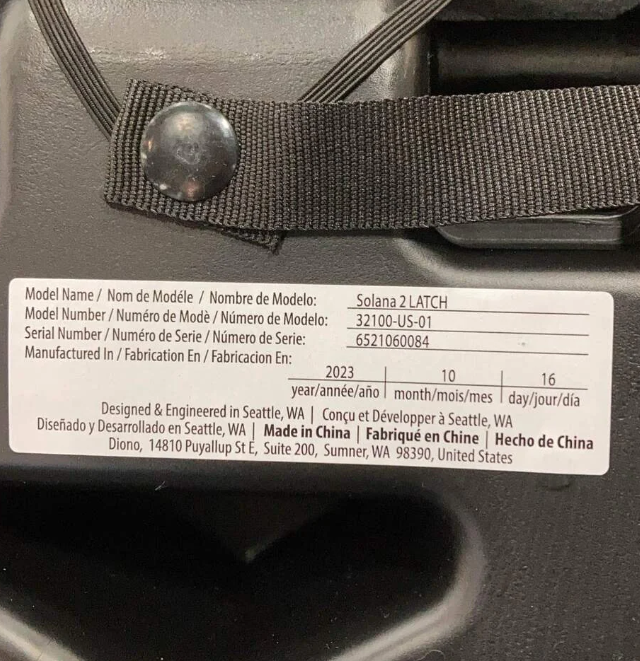 Model Name / Nom de Modéle / Nombre de Modelo: Solana 2 LATCH
Model Number / Numéro de Modè / Número de Modelo: 32100-US-01
Serial Number / Numéro de Serie / Número de Serie: 6521060084
Manufactured In / Fabrication En / Fabricacion En:
2023 | 10 | 16
year/année/año | month/mois/mes | day/jour/día
Designed & Engineered in Seattle, WA | Conçu et Développer à Seattle, WA
Diseñado y Desarrollado en Seattle, WA | Made in China | Fabriqué en Chine | Hecho de China
Diono, 14810 Puyallup St E, Suite 200, Sumner, WA 98390, United States